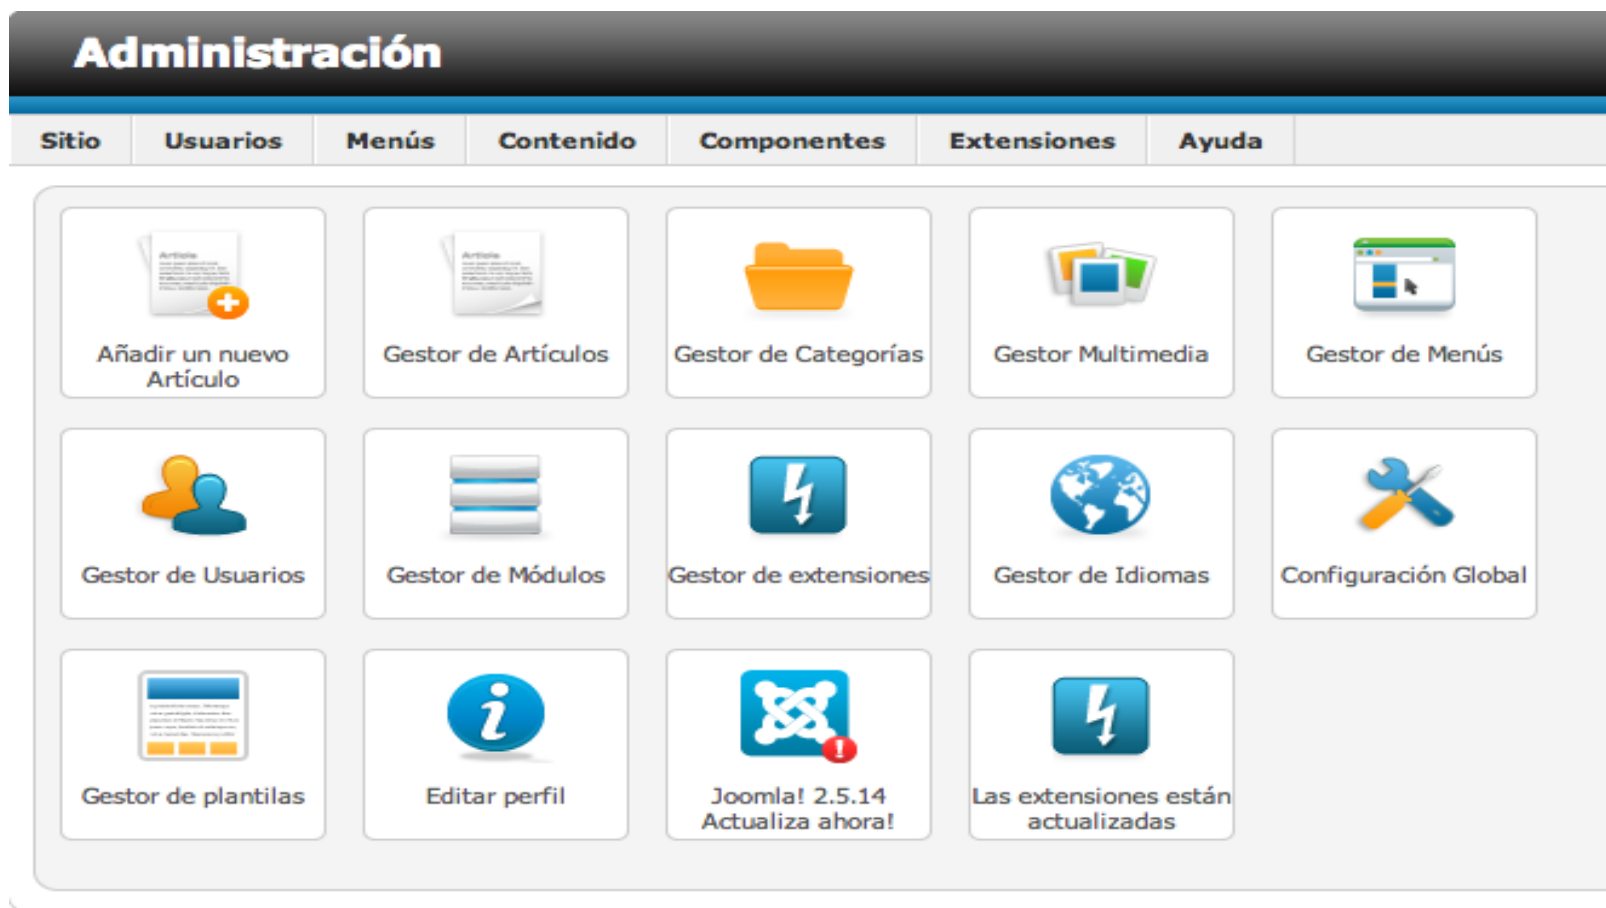 Administración
Sitio Usuarios Menús Contenido Componentes Extensiones Ayuda
Añadir un nuevo
Artículo
Gestor de Artículos
Gestor de Categorías
Gestor Multimedia
Gestor de Menús
Gestor de Usuarios
Gestor de Módulos
Gestor de extensiones
Gestor de Idiomas
Configuración Global
Gestor de plantilas
Editar perfil
Joomla! 2.5.14
Actualiza ahora!
Las extensiones están
actualizadas